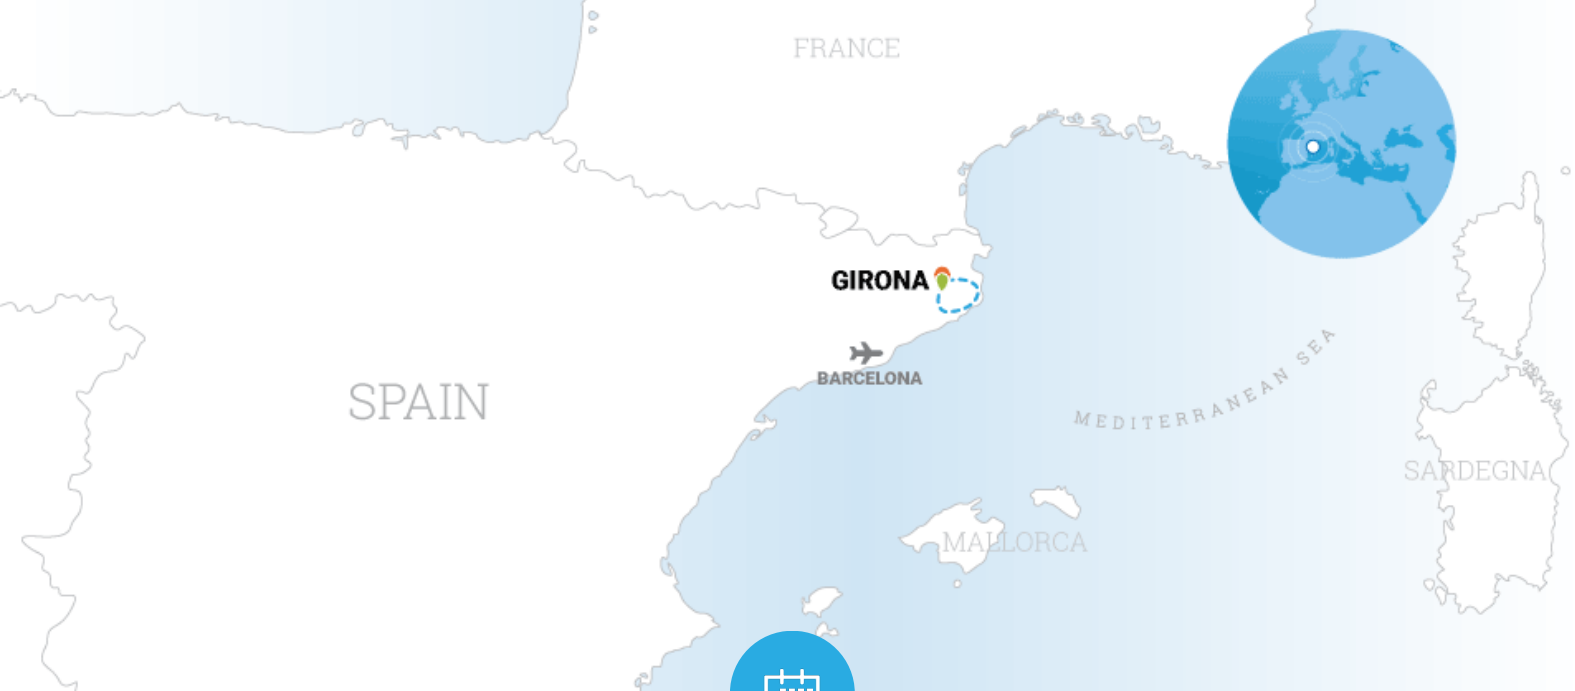 FRANCE
GIRONA
BARCELONA
SPAIN
MEDITERRANEAN SEA
SARDEGNA
MALLORCA